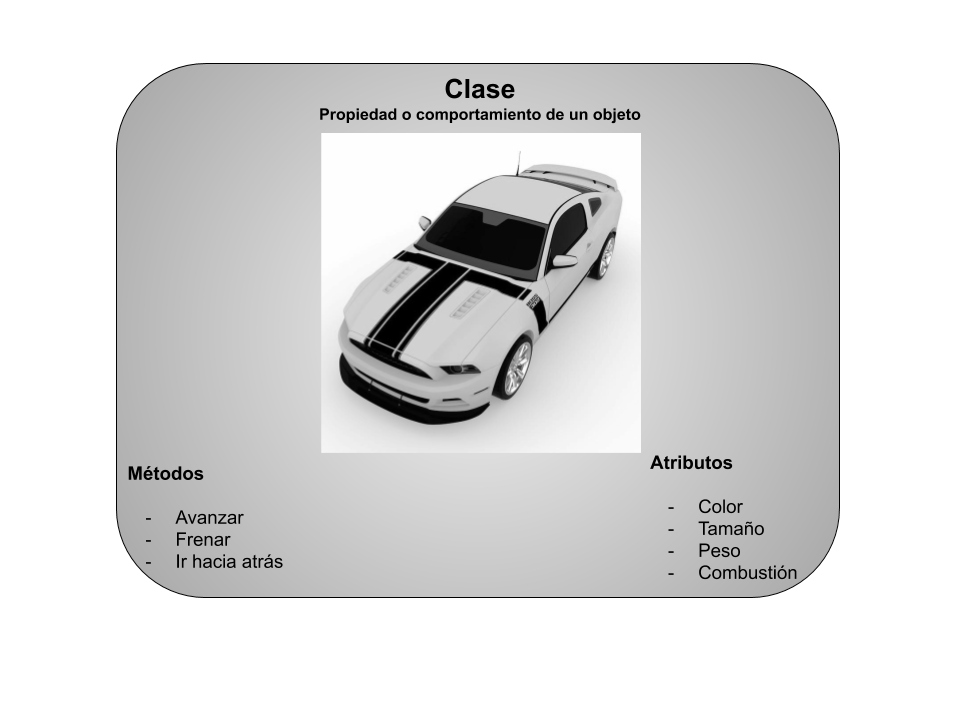 Clase
Propiedad o comportamiento de un objeto
Métodos
- Avanzar
- Frenar
- Ir hacia atrás
Atributos
- Color
- Tamaño
- Peso
- Combustión